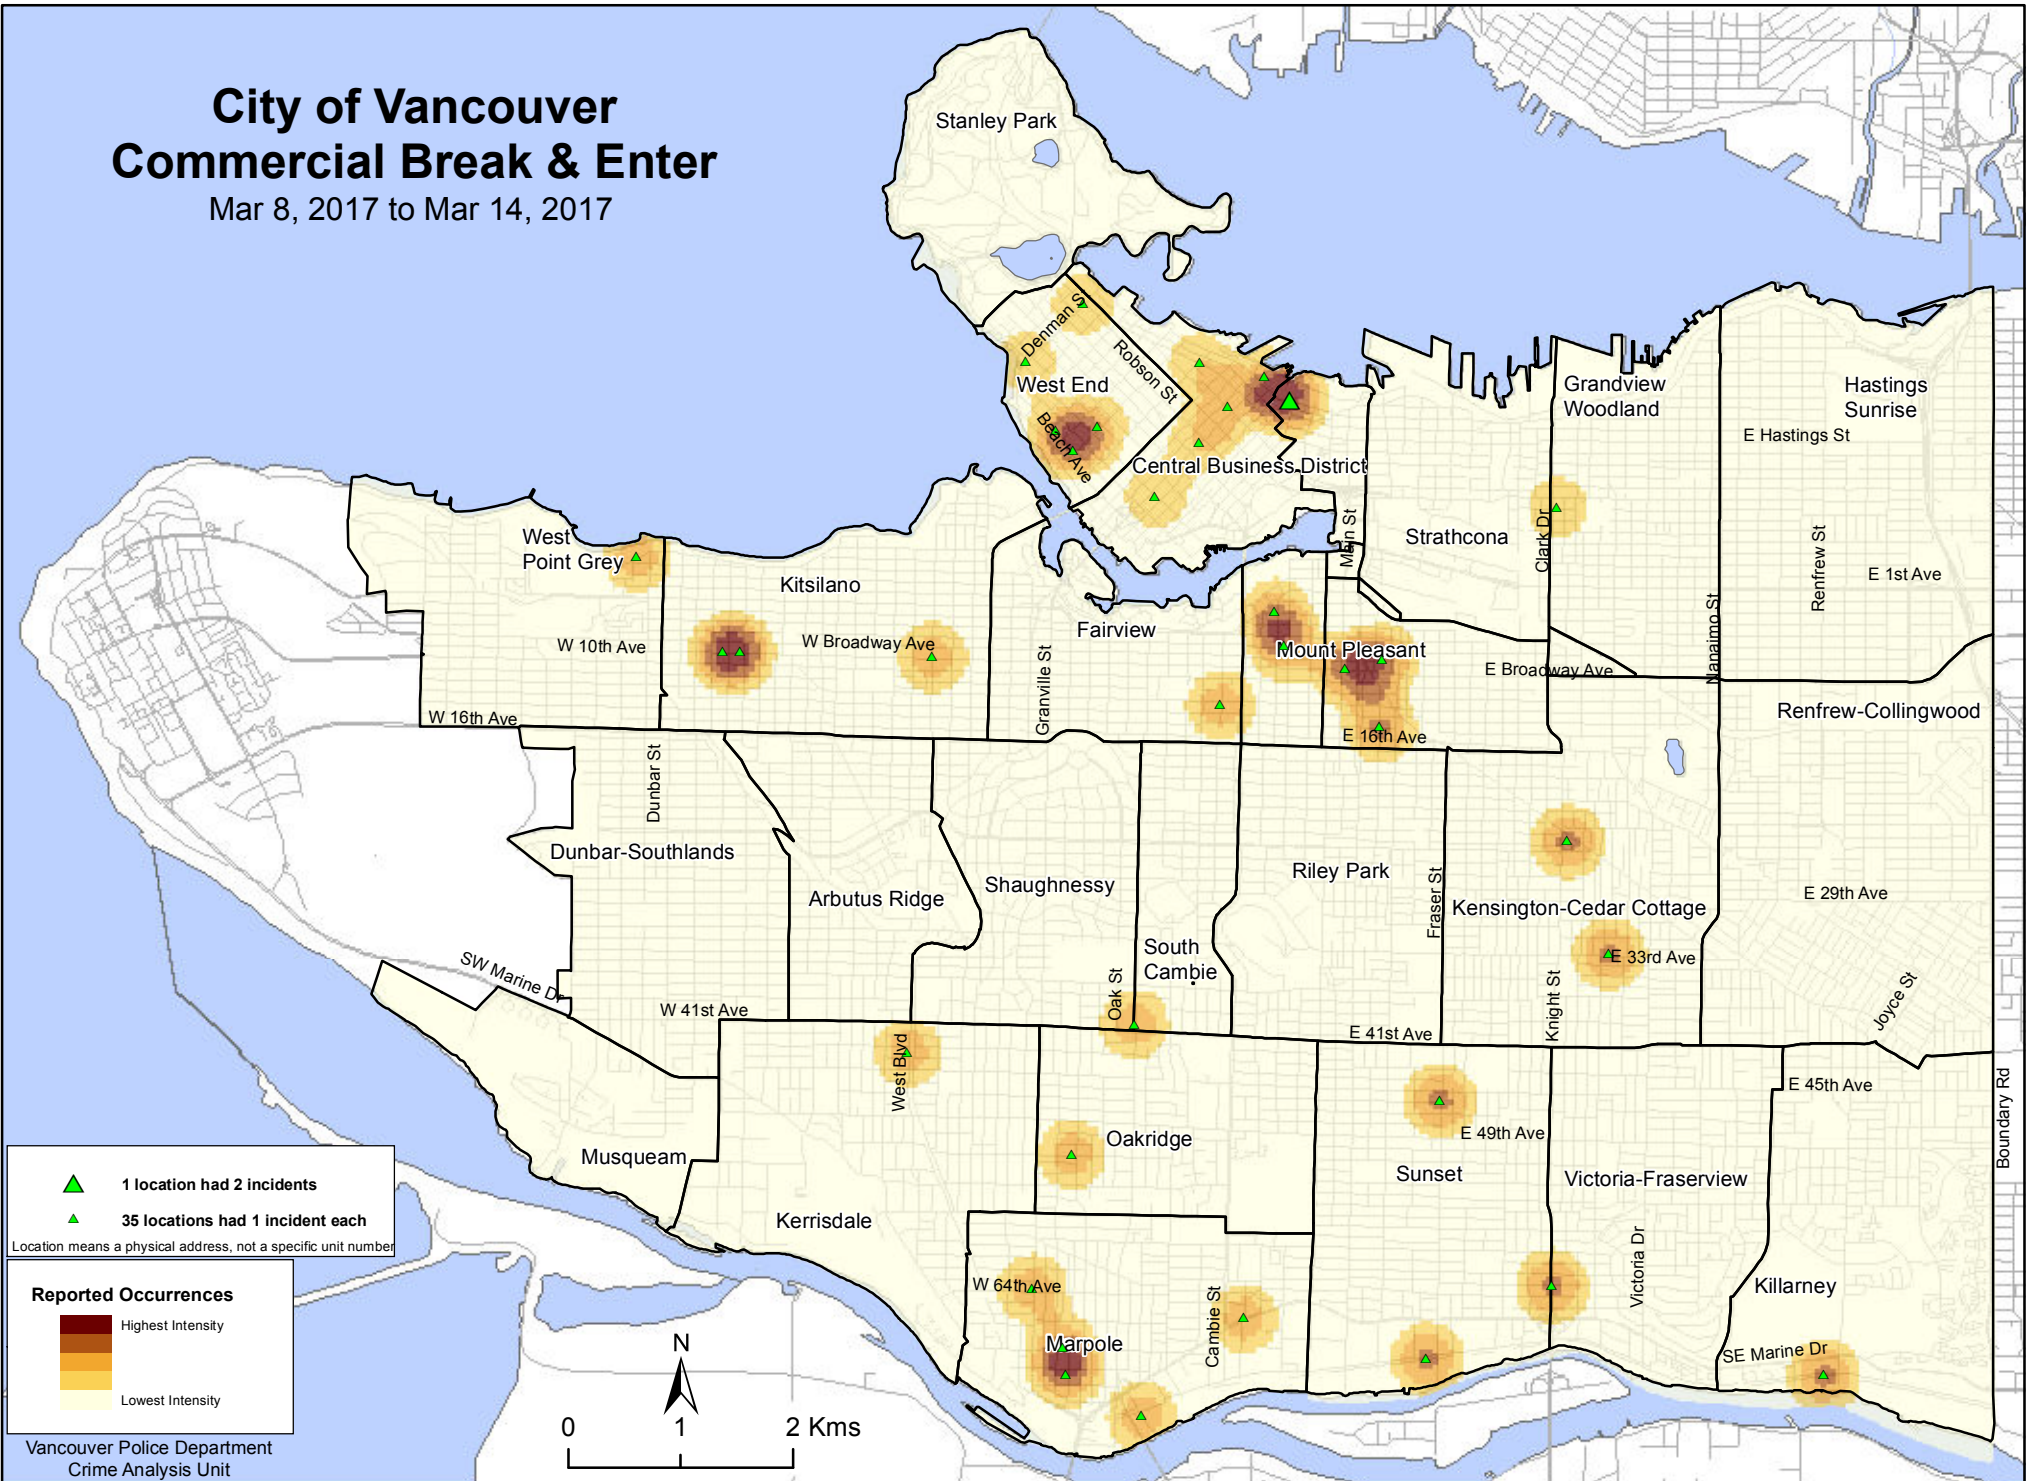 City of Vancouver
Commercial Break & Enter
Mar 8, 2017 to Mar 14, 2017
Stanley Park
Denman St
Robson St
West End
Beach Ave
Central Business District
Grandview
Woodland
Hastings
Sunrise
E Hastings St
Main St
Strathcona
Clark Dr
Nanaimo St
Renfrew St
E 1st Ave
West
Point Grey
Kitsilano
W 10th Ave
W Broadway Ave
Fairview
Granville St
Mount Pleasant
E Broadway Ave
W 16th Ave
E 16th Ave
Renfrew-Collingwood
Dunbar St
Dunbar-Southlands
Arbutus Ridge
Shaughnessy
South
Cambie
Riley Park
Fraser St
Kensington-Cedar Cottage
E 29th Ave
E 33rd Ave
SW Marine Dr
W 41st Ave
Oak St
E 41st Ave
Knight St
Joyce St
West Blvd
E 45th Ave
Boundary Rd
Musqueam
Oakridge
E 49th Ave
Sunset
Victoria-Fraserview
Kerrisdale
Victoria Dr
Killarney
W 64th Ave
Cambie St
Marpole
SE Marine Dr
1 location had 2 incidents
35 locations had 1 incident each
Location means a physical address, not a specific unit number
Reported Occurrences
Highest Intensity
Lowest Intensity
Vancouver Police Department
Crime Analysis Unit
N
0 1 2 Kms